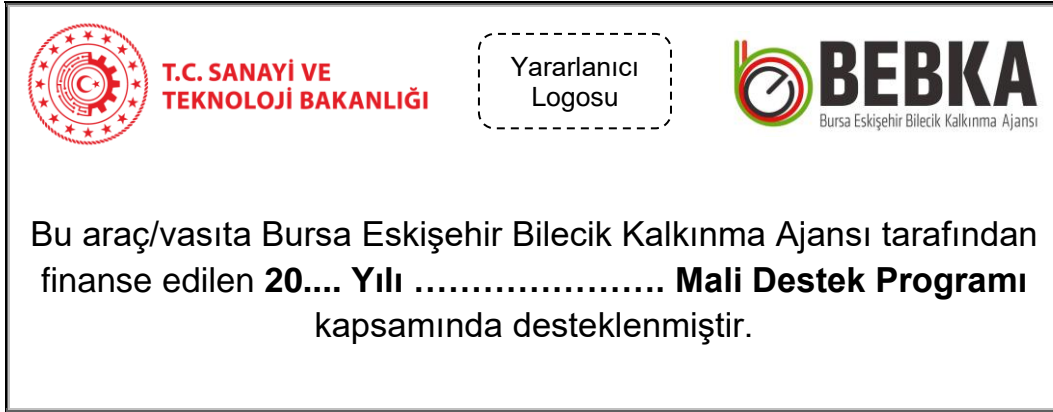 T.C. SANAYİ VE
TEKNOLOJİ BAKANLIĞI
Yararlanıcı
Logosu
BEBKA
Bursa Eskişehir Bilecik Kalkınma Ajansı
Bu araç/vasıta Bursa Eskişehir Bilecik Kalkınma Ajansı tarafından
finanse edilen 20.... Yılı …………………. Mali Destek Programı
kapsamında desteklenmiştir.